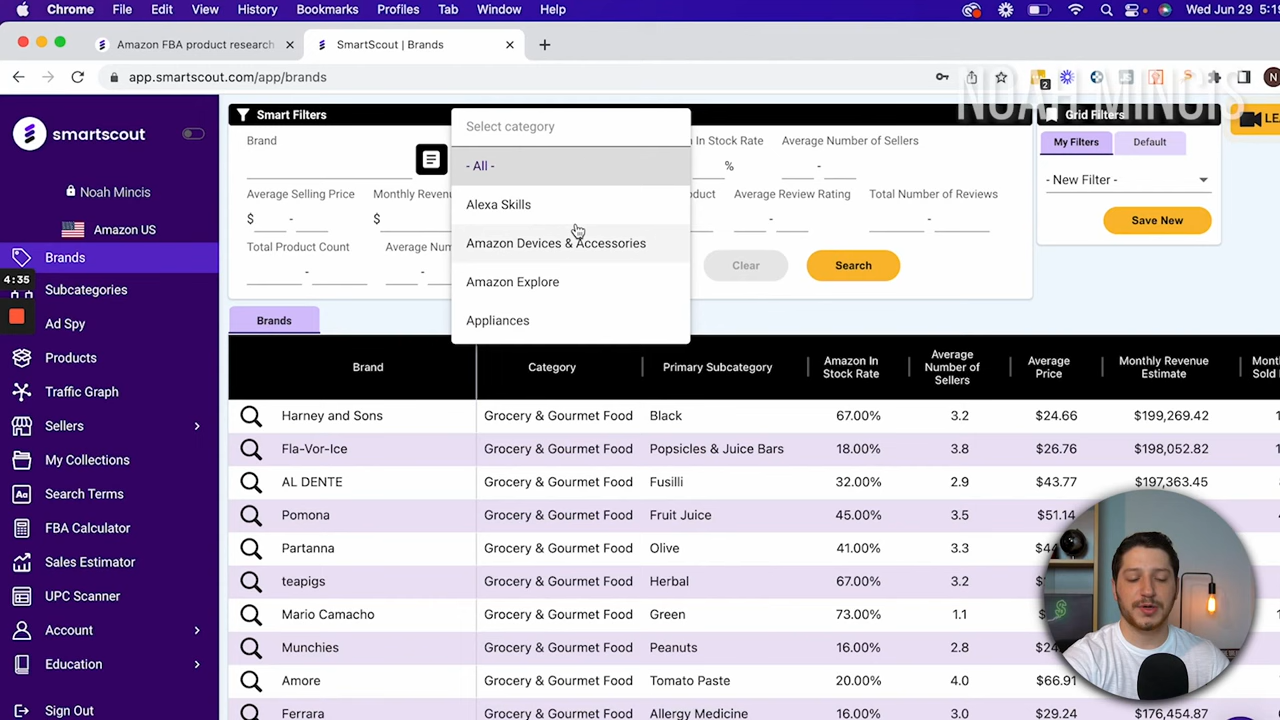 Chrome File Edit View History Bookmarks Profiles Tab Window Help Wed Jun 29 5:19
Amazon FBA product research
SmartScout | Brands
app.smartscout.com/app/brands
2
N
NOAH MINCIS
smartscout
Noah Mincis
Amazon US
Brands
4:35
Subcategories
Ad Spy
Products
Traffic Graph
Sellers
My Collections
Search Terms
FBA Calculator
Sales Estimator
UPC Scanner
Account
Education
Sign Out
Smart Filters
Brand
Average Selling Price
$ -
Monthly Revenu
$
Total Product Count
-
Average Num
-
Select category
- All -
Alexa Skills
Amazon Devices & Accessories
Amazon Explore
Appliances
In Stock Rate
%
Average Number of Sellers
-
Average Review Rating
-
Total Number of Reviews
-
Clear
Search
Grid Filters
My Filters
Default
- New Filter -
Save New
LE
Brands
Brand Category Primary Subcategory Amazon In Stock Rate Average Number of Sellers Average Price Monthly Revenue Estimate
Harney and Sons Grocery & Gourmet Food Black 67.00% 3.2 $24.66 $199,269.42
Fla-Vor-Ice Grocery & Gourmet Food Popsicles & Juice Bars 18.00% 3.8 $26.76 $198,052.82
AL DENTE Grocery & Gourmet Food Fusilli 32.00% 2.9 $43.77 $197,363.45
Pomona Grocery & Gourmet Food Fruit Juice 45.00% 3.5 $51.14
Partanna Grocery & Gourmet Food Olive 41.00% 3.3
teapigs Grocery & Gourmet Food Herbal 67.00% 3.2
Mario Camacho Grocery & Gourmet Food Green 73.00% 1.1
Munchies Grocery & Gourmet Food Peanuts 16.00% 2.8
Amore Grocery & Gourmet Food Tomato Paste 20.00% 4.0 $66.91
Ferrara Grocery & Gourmet Food Allergy Medicine 16.00% 3.0 $29.24 $176,454.87